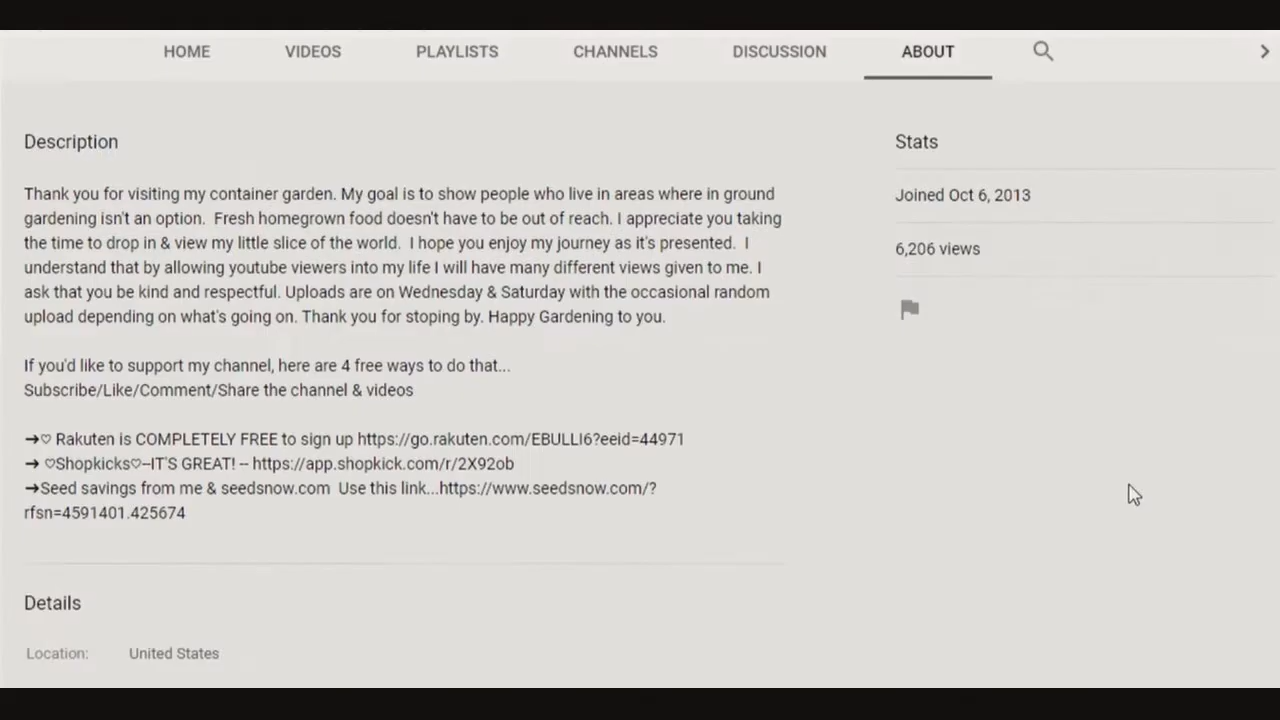 HOME VIDEOS PLAYLISTS CHANNELS DISCUSSION ABOUT
Description
Thank you for visiting my container garden. My goal is to show people who live in areas where in ground
gardening isn't an option.  Fresh homegrown food doesn't have to be out of reach. I appreciate you taking
the time to drop in & view my little slice of the world.  I hope you enjoy my journey as it's presented.  I
understand that by allowing youtube viewers into my life I will have many different views given to me. I
ask that you be kind and respectful. Uploads are on Wednesday & Saturday with the occasional random
upload depending on what's going on. Thank you for stoping by. Happy Gardening to you.
If you'd like to support my channel, here are 4 free ways to do that...
Subscribe/Like/Comment/Share the channel & videos
➙♡ Rakuten is COMPLETELY FREE to sign up https://go.rakuten.com/EBULLI6?eeid=44971
➙ ♡Shopkicks♡--IT'S GREAT! -- https://app.shopkick.com/r/2X92ob
➙Seed savings from me & seedsnow.com  Use this link...https://www.seedsnow.com/?
rfsn=4591401.425674
Details
Location: United States
Stats
Joined Oct 6, 2013
6,206 views